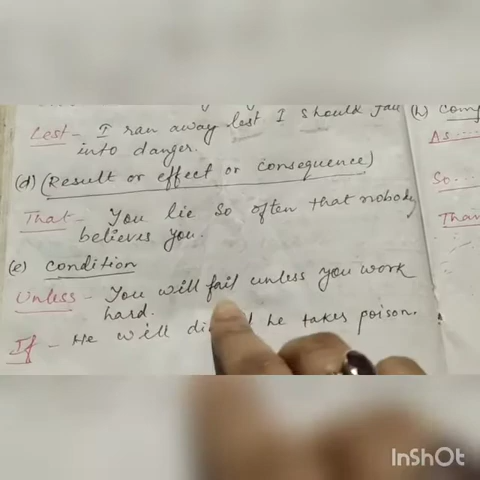 Lest - I ran away lest I should fall
into danger.
(d) (Result or effect or consequence)
That - You lie so often that nobody
believes you.
(e) condition
Unless - You will fail unless you work
hard.
If - He will he takes poison.
(h) Comp
As....
So...
Than
InShOt